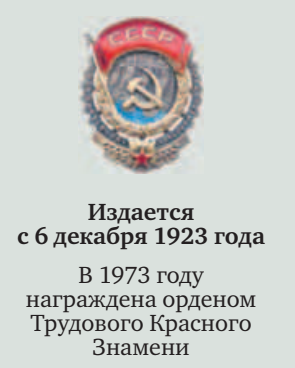 СССР
Издается
с 6 декабря 1923 года
В 1973 году
награждена орденом
Трудового Красного
Знамени